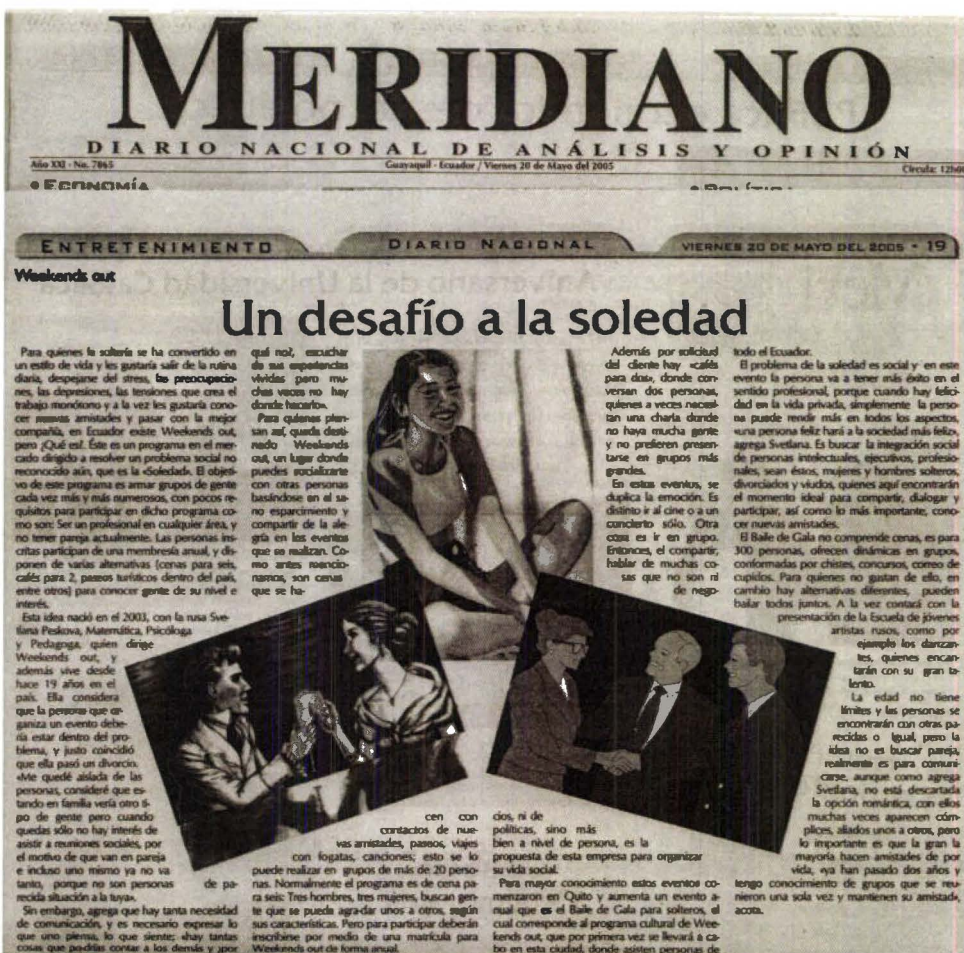 MERIDIANO
DIARIO NACIONAL DE ANÁLISIS Y OPINIÓN
Año XXI - No. 7865
Guayaquil - Ecuador / Viernes 20 de Mayo del 2005
Circula: 12h00
• ECONOMÍA
• POLÍTICA
ENTRETENIMIENTO
DIARIO NACIONAL
VIERNES 20 DE MAYO DEL 2005 • 19
Weekends out
Un desafío a la soledad
Para quienes la soltería se ha convertido en
un estilo de vida y les gustaría salir de la rutina
diaria, despejarse del stress, las preocupacio-
nes, las depresiones, las tensiones que crea el
trabajo monótono y a la vez les gustaría cono-
cer nuevas amistades y pasar con la mejor
compañía, en Ecuador existe Weekends out,
pero ¿Qué es?. Éste es un programa en el mer-
cado dirigido a resolver un problema social no
reconocido aún, que es la «Soledad». El objeti-
vo de este programa es armar grupos de gente
cada vez más y más numerosos, con pocos re-
quisitos para participar en dicho programa co-
mo son: Ser un profesional en cualquier área, y
no tener pareja actualmente. Las personas ins-
critas participan de una membresía anual, y dis-
ponen de varias alternativas (cenas para seis,
cafés para 2, paseos turísticos dentro del país,
entre otros) para conocer gente de su nivel e
interés.
Esta idea nació en el 2003, con la rusa Sve-
tlana Peskova, Matemática, Psicóloga
y Pedagoga, quien dirige
Weekends out, y
además vive desde
hace 19 años en el
país. Ella considera
que la persona que or-
ganiza un evento debe-
ría estar dentro del pro-
blema, y justo coincidió
que ella pasó un divorcio.
«Me quedé aislada de las
personas, consideré que es-
tando en familia vería otro ti-
po de gente pero cuando
quedas sólo no hay interés de
asistir a reuniones sociales, por
el motivo de que van en pareja
e incluso uno mismo ya no va
tanto, porque no son personas de pa-
recida situación a la tuya».
Sin embargo, agrega que hay tanta necesidad
de comunicación, y es necesario expresar lo
que uno piensa, lo que siente; «hay tantas
cosas que podrías contar a los demás y ¿por
qué no?, escuchar
de sus experiencias
vividas pero mu-
chas veces no hay
donde hacerlo».
Para quienes pien-
san así, queda desti-
nado Weekends
out, un lugar donde
puedes socializarte
con otras personas
basándose en el sa-
no esparcimiento y
compartir de la ale-
gría en los eventos
que se realizan. Co-
mo antes mencio-
namos, son cenas
que se ha-
cen con
contactos de nue-
vas amistades, paseos, viajes
con fogatas, canciones; esto se lo
puede realizar en grupos de más de 20 perso-
nas. Normalmente el programa es de cena pa-
ra seis: Tres hombres, tres mujeres, buscan gen-
te que se pueda agra-dar unos a otros, según
sus características. Pero para participar deberán
inscribirse por medio de una matrícula para
Weekends out de forma anual.
Además por solicitud
del cliente hay «cafés
para dos», donde con-
versan dos personas,
quienes a veces necesi-
tan una charla donde
no haya mucha gente
y no prefieren presen-
tarse en grupos más
grandes.
En estos eventos, se
duplica la emoción. Es
distinto ir al cine o a un
concierto sólo. Otra
cosa es ir en grupo.
Entonces, el compartir,
hablar de muchas co-
sas que no son ni
de nego-
cios, ni de
políticas, sino más
bien a nivel de persona, es la
propuesta de esta empresa para organizar
su vida social.
Para mayor conocimiento estos eventos co-
menzaron en Quito y aumenta un evento a-
nual que es el Baile de Gala para solteros, el
cual corresponde al programa cultural de Wee-
kends out, que por primera vez se llevará a ca-
bo en esta ciudad, donde asisten personas de
todo el Ecuador.
El problema de la soledad es social y en este
evento la persona va a tener más éxito en el
sentido profesional, porque cuando hay felici-
dad en la vida privada, simplemente la perso-
na puede rendir más en todos los aspectos,
«una persona feliz hará a la sociedad más feliz»,
agrega Svetlana. Es buscar la integración social
de personas intelectuales, ejecutivos, profesio-
nales, sean éstos, mujeres y hombres solteros,
divorciados y viudos, quienes aquí encontrarán
el momento ideal para compartir, dialogar y
participar, así como lo más importante, cono-
cer nuevas amistades.
El Baile de Gala no comprende cenas, es para
300 personas, ofrecen dinámicas en grupos,
conformadas por chistes, concursos, correo de
cupidos. Para quienes no gustan de ello, en
cambio hay alternativas diferentes, pueden
bailar todos juntos. A la vez contará con la
presentación de la Escuela de jóvenes
artistas rusos, como por
ejemplo los danzan-
tes, quienes encan-
tarán con su gran ta-
lento.
La edad no tiene
límites y las personas se
encontrarán con otras pa-
recidas o igual, pero la
idea no es buscar pareja,
realmente es para comuni-
carse, aunque como agrega
Svetlana, no está descartada
la opción romántica, con ellos
muchas veces aparecen cóm-
plices, aliados unos a otros, pero
lo importante es que la gran la
mayoría hacen amistades de por
vida, «ya han pasado dos años y
tengo conocimiento de grupos que se reu-
nieron una sola vez y mantienen su amistad»,
acota.